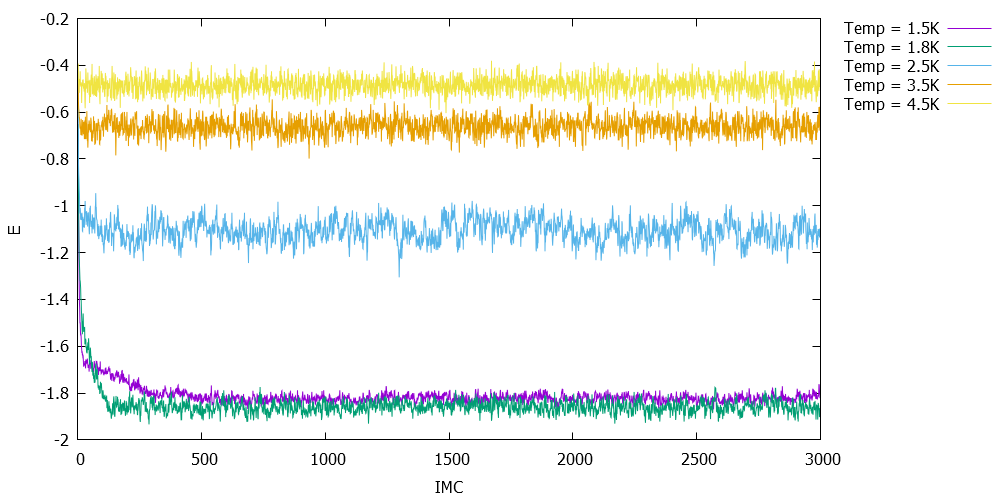 -0.2
-0.4
-0.6
-0.8
-1
-1.2
-1.4
-1.6
-1.8
-2
E
0 500 1000 1500 2000 2500 3000
IMC
Temp = 1.5K
Temp = 1.8K
Temp = 2.5K
Temp = 3.5K
Temp = 4.5K